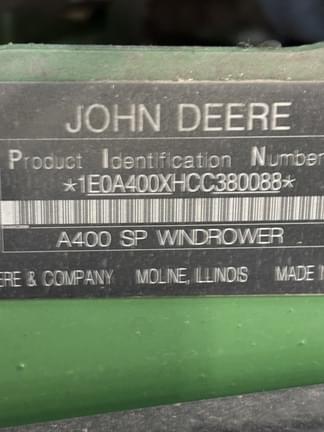 JOHN DEERE
Product Identification Number
*1E0A400XHCC380088*
A400 SP WINDROWER
ERE & COMPANY MOLINE, ILLINOIS MADE